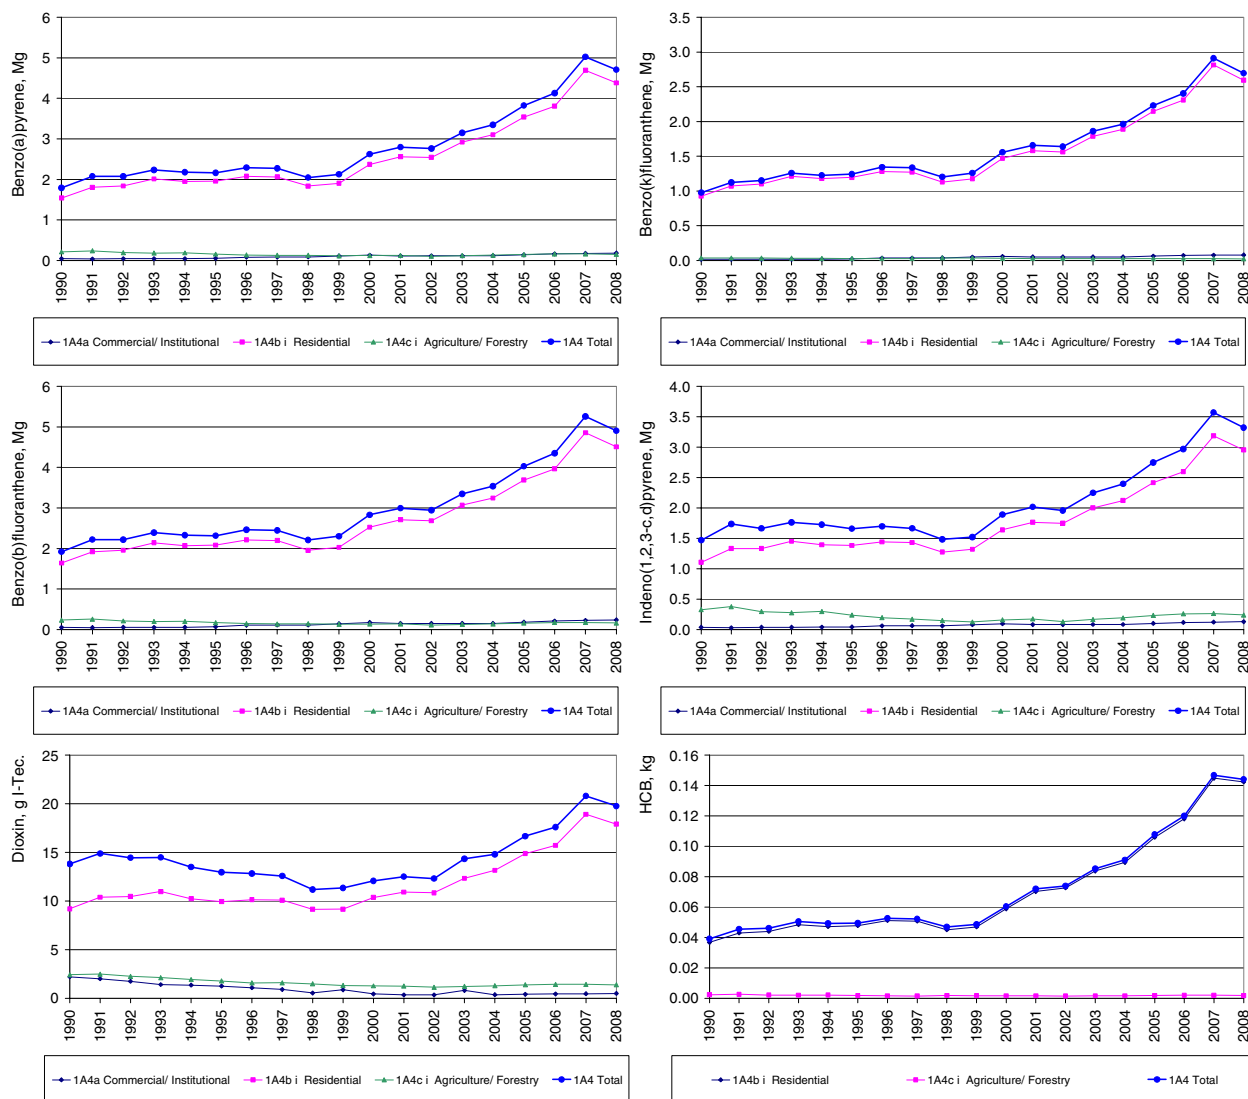 Benzo(a)pyrene, Mg
6
5
4
3
2
1
0
1990 1991 1992 1993 1994 1995 1996 1997 1998 1999 2000 2001 2002 2003 2004 2005 2006 2007 2008
1A4a Commercial/ Institutional 1A4b i Residential 1A4c i Agriculture/ Forestry 1A4 Total
Benzo(k)fluoranthene, Mg
3.5
3.0
2.5
2.0
1.5
1.0
0.5
0.0
1990 1991 1992 1993 1994 1995 1996 1997 1998 1999 2000 2001 2002 2003 2004 2005 2006 2007 2008
1A4a Commercial/ Institutional 1A4b i Residential 1A4c i Agriculture/ Forestry 1A4 Total
Benzo(b)fluoranthene, Mg
6
5
4
3
2
1
0
1990 1991 1992 1993 1994 1995 1996 1997 1998 1999 2000 2001 2002 2003 2004 2005 2006 2007 2008
1A4a Commercial/ Institutional 1A4b i Residential 1A4c i Agriculture/ Forestry 1A4 Total
Indeno(1,2,3-c,d)pyrene, Mg
4.0
3.5
3.0
2.5
2.0
1.5
1.0
0.5
0.0
1990 1991 1992 1993 1994 1995 1996 1997 1998 1999 2000 2001 2002 2003 2004 2005 2006 2007 2008
1A4a Commercial/ Institutional 1A4b i Residential 1A4c i Agriculture/ Forestry 1A4 Total
Dioxin, g I-Tec.
25
20
15
10
5
0
1990 1991 1992 1993 1994 1995 1996 1997 1998 1999 2000 2001 2002 2003 2004 2005 2006 2007 2008
1A4a Commercial/ Institutional 1A4b i Residential 1A4c i Agriculture/ Forestry 1A4 Total
HCB, kg
0.16
0.14
0.12
0.10
0.08
0.06
0.04
0.02
0.00
1990 1991 1992 1993 1994 1995 1996 1997 1998 1999 2000 2001 2002 2003 2004 2005 2006 2007 2008
1A4b i Residential 1A4c i Agriculture/ Forestry 1A4 Total